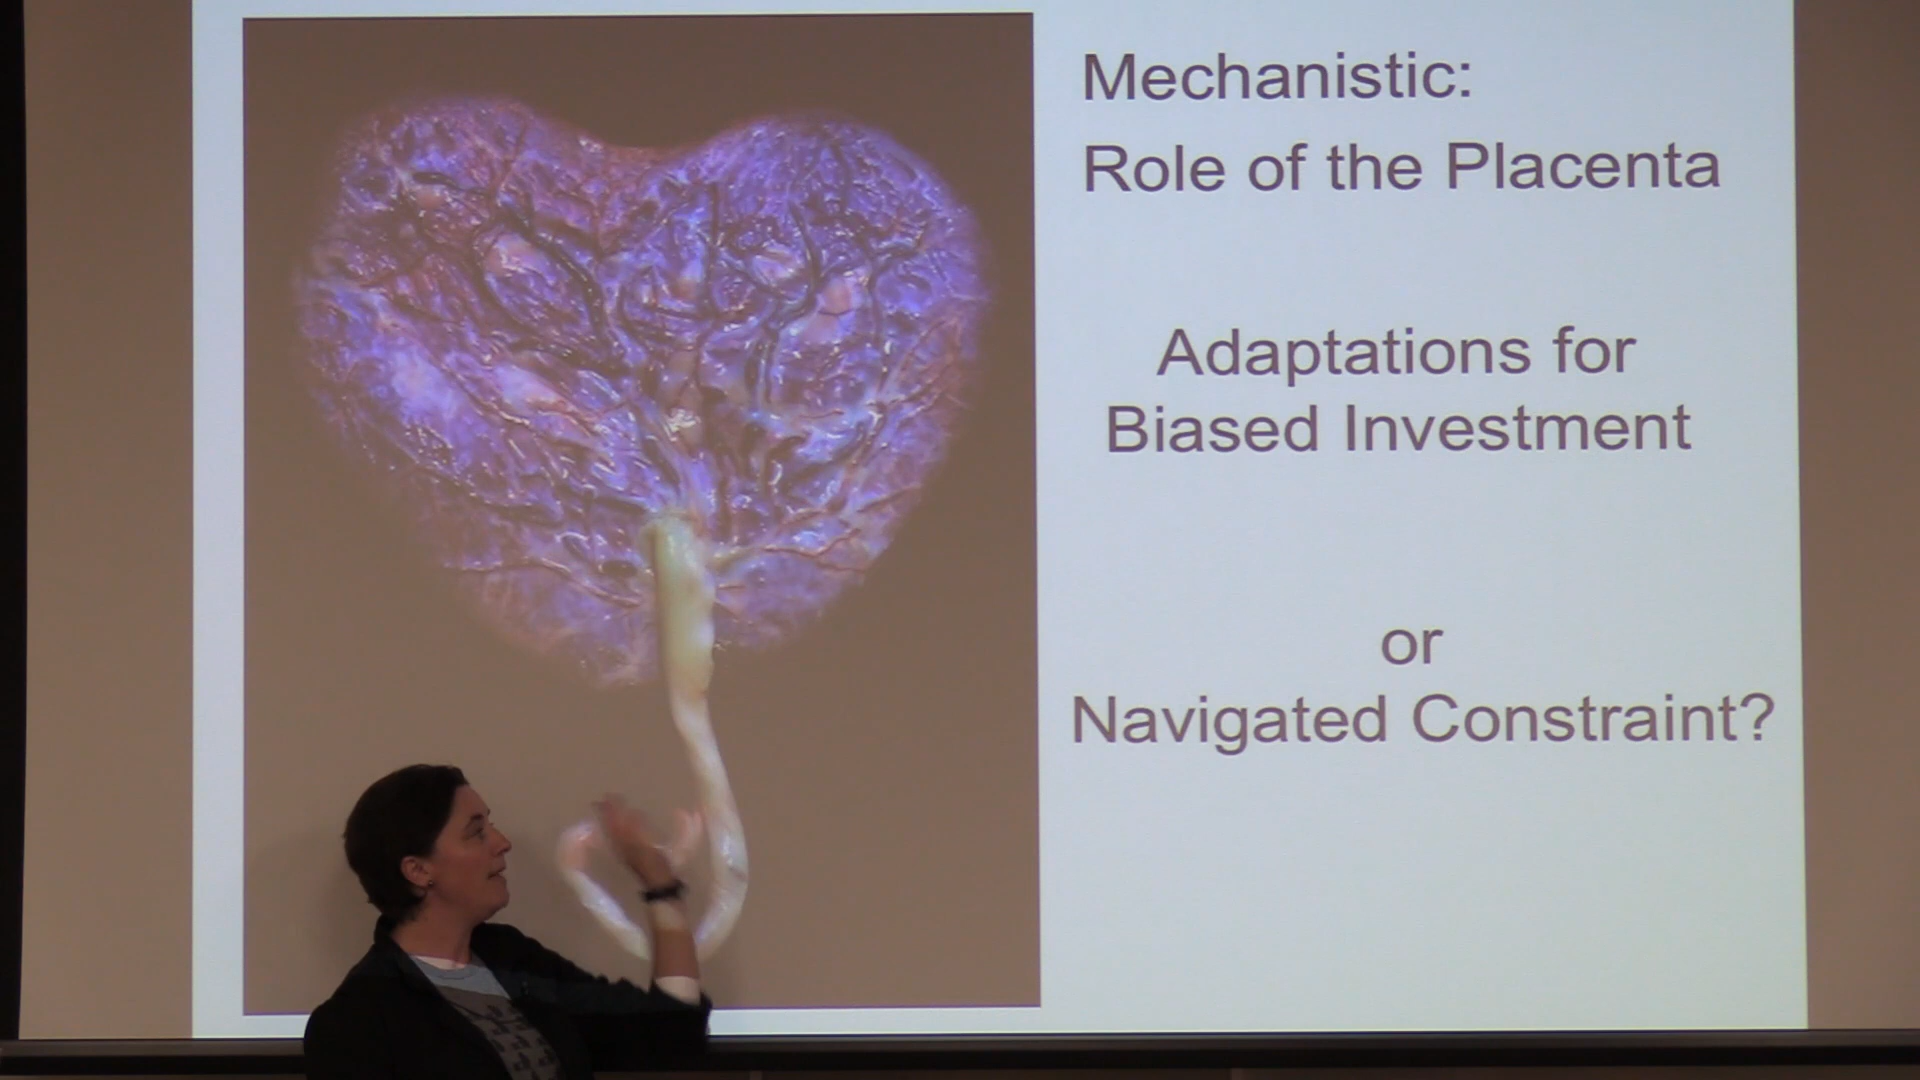 Mechanistic:
Role of the Placenta
Adaptations for
Biased Investment
or
Navigated Constraint?